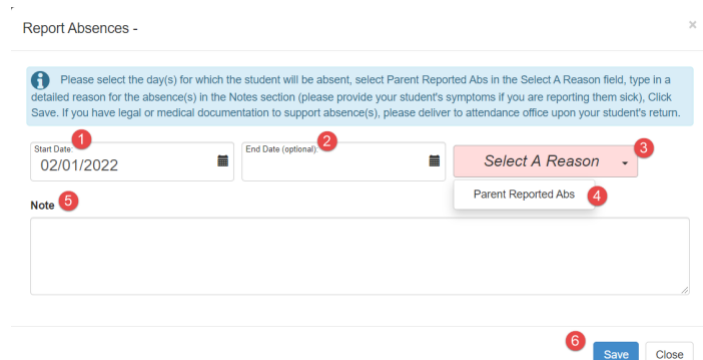 Report Absences -
×
Please select the day(s) for which the student will be absent, select Parent Reported Abs in the Select A Reason field, type in a
detailed reason for the absence(s) in the Notes section (please provide your student's symptoms if you are reporting them sick), Click
Save. If you have legal or medical documentation to support absence(s), please deliver to attendance office upon your student's return.
Start Date: 1 End Date (optional): 2
02/01/2022 Select A Reason 3
Parent Reported Abs 4
Note 5
6 Save Close